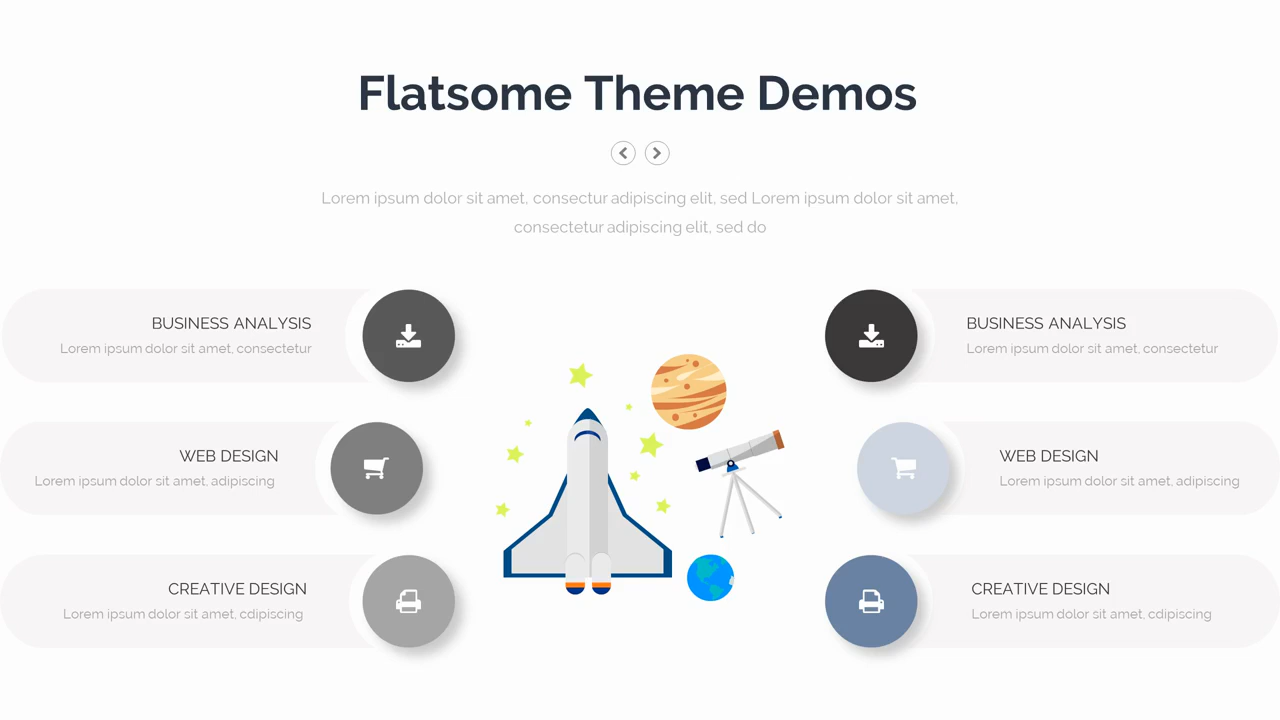 Flatsome Theme Demos
Lorem ipsum dolor sit amet, consectur adipiscing elit, sed Lorem ipsum dolor sit amet,
consectetur adipiscing elit, sed do
BUSINESS ANALYSIS
Lorem ipsum dolor sit amet, consectetur
WEB DESIGN
Lorem ipsum dolor sit amet, adipiscing
CREATIVE DESIGN
Lorem ipsum dolor sit amet, cdipiscing
BUSINESS ANALYSIS
Lorem ipsum dolor sit amet, consectetur
WEB DESIGN
Lorem ipsum dolor sit amet, adipiscing
CREATIVE DESIGN
Lorem ipsum dolor sit amet, cdipiscing